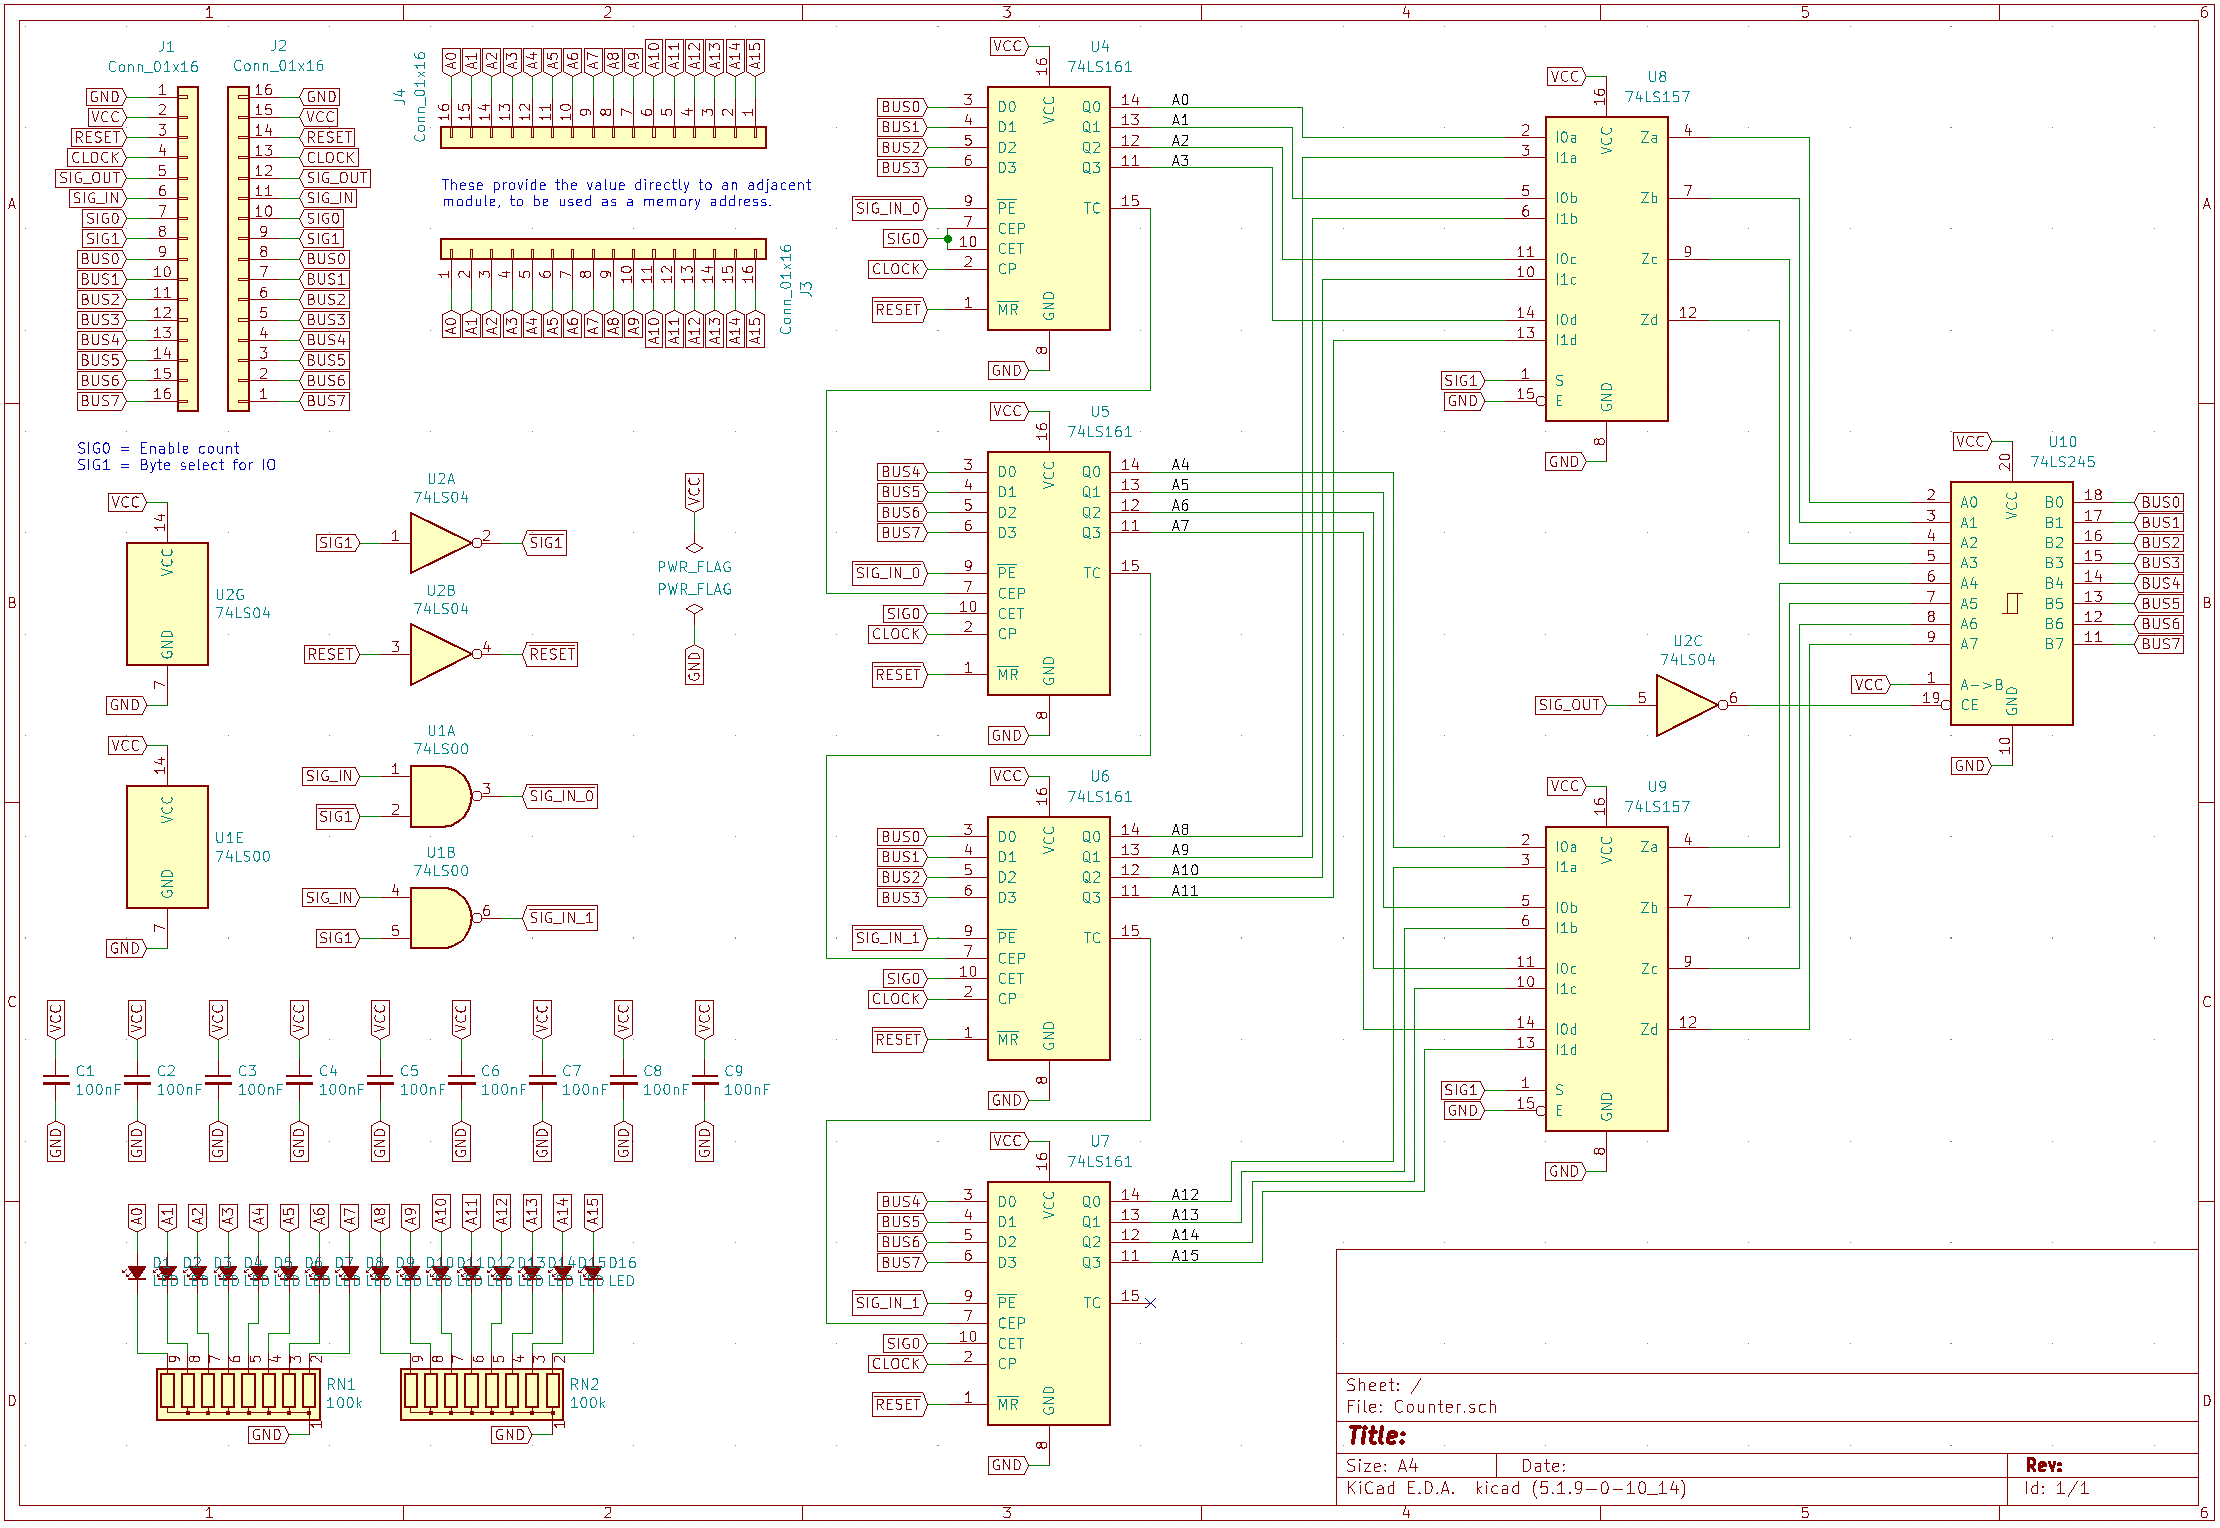 1 2 3 4 5 6
A
B
C
D
J1
Conn_01x16
GND 1
VCC 2
RESET 3
CLOCK 4
SIG_OUT 5
SIG_IN 6
SIG0 7
SIG1 8
BUS0 9
BUS1 10
BUS2 11
BUS3 12
BUS4 13
BUS5 14
BUS6 15
BUS7 16
J2
Conn_01x16
16 GND
15 VCC
14 RESET
13 CLOCK
12 SIG_OUT
11 SIG_IN
10 SIG0
9 SIG1
8 BUS0
7 BUS1
6 BUS2
5 BUS3
4 BUS4
3 BUS5
2 BUS6
1 BUS7
SIG0 = Enable count
SIG1 = Byte select for IO
J4
Conn_01x16
A0 A1 A2 A3 A4 A5 A6 A7 A8 A9 A10 A11 A12 A13 A14 A15
16 15 14 13 12 11 10 9 8 7 6 5 4 3 2 1
These provide the value directly to an adjacent
module, to be used as a memory address.
1 2 3 4 5 6 7 8 9 10 11 12 13 14 15 16
A0 A1 A2 A3 A4 A5 A6 A7 A8 A9 A10 A11 A12 A13 A14 A15
Conn_01x16
J3
VCC
14
VCC
U2G
74LS04
GND
7
GND
U2A
74LS04
SIG1 1 2 SIG1
U2B
74LS04
RESET 3 4 RESET
VCC
PWR_FLAG
PWR_FLAG
GND
VCC
14
VCC
U1E
74LS00
GND
7
GND
U1A
74LS00
SIG_IN 1
3 SIG_IN_0
SIG1 2
U1B
74LS00
SIG_IN 4
6 SIG_IN_1
SIG1 5
VCC VCC VCC VCC VCC VCC VCC VCC VCC
C1 C2 C3 C4 C5 C6 C7 C8 C9
100nF 100nF 100nF 100nF 100nF 100nF 100nF 100nF 100nF
GND GND GND GND GND GND GND GND GND
A0 A1 A2 A3 A4 A5 A6 A7 A8 A9 A10 A11 A12 A13 A14 A15
D1 D2 D3 D4 D5 D6 D7 D8 D9 D10 D11 D12 D13 D14 D15 D16
LED LED LED LED LED LED LED LED LED LED LED LED LED LED LED LED
9 8 7 6 5 4 3 2
RN1
100k
1
GND
9 8 7 6 5 4 3 2
RN2
100k
1
GND
VCC
16
U4
74LS161
VCC
BUS0 3 D0 Q0 14 A0
BUS1 4 D1 Q1 13 A1
BUS2 5 D2 Q2 12 A2
BUS3 6 D3 Q3 11 A3
SIG_IN_0 9 PE TC 15
7 CEP
SIG0
10 CET
CLOCK 2 CP
RESET 1 MR
GND
8
GND
VCC
16
U5
74LS161
VCC
BUS4 3 D0 Q0 14 A4
BUS5 4 D1 Q1 13 A5
BUS6 5 D2 Q2 12 A6
BUS7 6 D3 Q3 11 A7
SIG_IN_0 9 PE TC 15
7 CEP
SIG0 10 CET
CLOCK 2 CP
RESET 1 MR
GND
8
GND
VCC
16
U6
74LS161
VCC
BUS0 3 D0 Q0 14 A8
BUS1 4 D1 Q1 13 A9
BUS2 5 D2 Q2 12 A10
BUS3 6 D3 Q3 11 A11
SIG_IN_1 9 PE TC 15
7 CEP
SIG0 10 CET
CLOCK 2 CP
RESET 1 MR
GND
8
GND
VCC
16
U7
74LS161
VCC
BUS4 3 D0 Q0 14 A12
BUS5 4 D1 Q1 13 A13
BUS6 5 D2 Q2 12 A14
BUS7 6 D3 Q3 11 A15
SIG_IN_1 9 PE TC 15
7 CEP
SIG0 10 CET
CLOCK 2 CP
RESET 1 MR
GND
8
GND
VCC
16
U8
74LS157
VCC
2 I0a Za 4
3 I1a
5 I0b Zb 7
6 I1b
11 I0c Zc 9
10 I1c
14 I0d Zd 12
13 I1d
SIG1 1 S
GND 15 E
GND
8
GND
U2C
74LS04
SIG_OUT 5 6
VCC
16
U9
74LS157
VCC
2 I0a Za 4
3 I1a
5 I0b Zb 7
6 I1b
11 I0c Zc 9
10 I1c
14 I0d Zd 12
13 I1d
SIG1 1 S
GND 15 E
GND
8
GND
VCC
20
U10
74LS245
VCC
2 A0 B0 18 BUS0
3 A1 B1 17 BUS1
4 A2 B2 16 BUS2
5 A3 B3 15 BUS3
6 A4 B4 14 BUS4
7 A5 B5 13 BUS5
8 A6 B6 12 BUS6
9 A7 B7 11 BUS7
VCC 1 A->B
19 CE
GND
10
GND
Sheet: /
File: Counter.sch
Title:
Size: A4 Date: Rev:
KiCad E.D.A. kicad (5.1.9-0-10_14) Id: 1/1
A
B
C
D
1 2 3 4 5 6